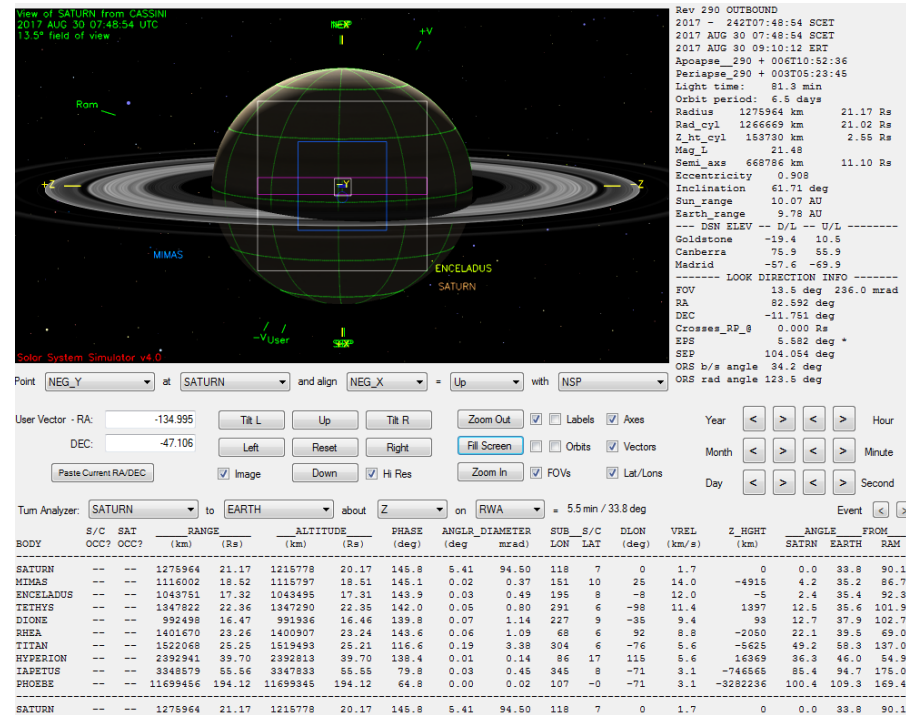 View of SATURN from CASSINI
2017 AUG 30 07:48:54 UTC
13.5° field of view
+V
Ram
+Z
-Y
-Z
MIMAS
ENCELADUS
SATURN
-V
User
Solar System Simulator v4.0
Rev 290 OUTBOUND
2017 - 242T07:48:54 SCET
2017 AUG 30 07:48:54 SCET
2017 AUG 30 09:10:12 ERT
Apoapse__290 + 006T10:52:36
Periapse_290 + 003T05:23:45
Light time: 81.3 min
Orbit period: 6.5 days
Radius 1275964 km 21.17 Rs
Rad_cyl 1266669 km 21.02 Rs
Z_ht_cyl 153730 km 2.55 Rs
Mag_L 21.48
Semi_axs 668786 km 11.10 Rs
Eccentricity 0.908
Inclination 61.71 deg
Sun_range 10.07 AU
Earth_range 9.78 AU
--- DSN ELEV -- D/L -- U/L --------
Goldstone -19.4 10.5
Canberra 75.9 55.9
Madrid -57.6 -69.9
------- LOOK DIRECTION INFO -------
FOV 13.5 deg 236.0 mrad
RA 82.592 deg
DEC -11.751 deg
Crosses_RP_@ 0.000 Rs
EPS 5.582 deg *
SEP 104.054 deg
ORS b/s angle 34.2 deg
ORS rad angle 123.5 deg
Point NEG_Y at SATURN and align NEG_X = Up with NSP
User Vector - RA: -134.995 Tilt L Up Tilt R Zoom Out Labels Axes Year < > < > Hour
DEC: -47.106 Left Reset Right Fill Screen Orbits Vectors Month < > < > Minute
Paste Current RA/DEC Image Down Hi Res Zoom In FOVs Lat/Lons Day < > < > Second
Turn Analyzer: SATURN to EARTH about Z on RWA = 5.5 min / 33.8 deg Event < >
S/C SAT RANGE ALTITUDE PHASE ANGLR_DIAMETER SUB_S/C DLON VREL Z_HGHT ANGLE FROM
BODY OCC? OCC? (km) (Rs) (km) (Rs) (deg) (deg mrad) LON LAT (deg) (km/s) (km) SATRN EARTH RAM
SATURN -- -- 1275964 21.17 1215778 20.17 145.8 5.41 94.50 118 7 0 1.7 0 0.0 33.8 90.1
MIMAS -- -- 1116002 18.52 1115797 18.51 145.1 0.02 0.37 151 10 25 14.0 -4915 4.2 35.2 86.7
ENCELADUS -- -- 1043751 17.32 1043495 17.31 143.9 0.03 0.49 195 8 -8 12.0 -5 2.4 35.4 92.3
TETHYS -- -- 1347822 22.36 1347290 22.35 142.0 0.05 0.80 291 6 -98 11.4 1397 12.5 35.6 101.9
DIONE -- -- 992498 16.47 991936 16.46 139.8 0.07 1.14 227 9 -35 9.4 93 12.7 37.9 102.7
RHEA -- -- 1401670 23.26 1400907 23.24 143.6 0.06 1.09 68 6 92 8.8 -2050 22.1 39.5 69.0
TITAN -- -- 1522068 25.25 1519493 25.21 116.6 0.19 3.38 304 6 -76 5.6 -5625 49.2 58.3 137.0
HYPERION -- -- 2392941 39.70 2392813 39.70 138.4 0.01 0.14 86 17 115 5.6 16369 36.3 46.0 54.9
IAPETUS -- -- 3348579 55.56 3347833 55.55 79.8 0.03 0.45 345 8 -71 3.1 -746565 85.4 94.7 175.0
PHOEBE -- -- 11699456 194.12 11699345 194.12 64.8 0.00 0.02 107 -0 -71 3.1 -3282236 100.4 109.3 169.4
SATURN -- -- 1275964 21.17 1215778 20.17 145.8 5.41 94.50 118 7 0 1.7 0 0.0 33.8 90.1